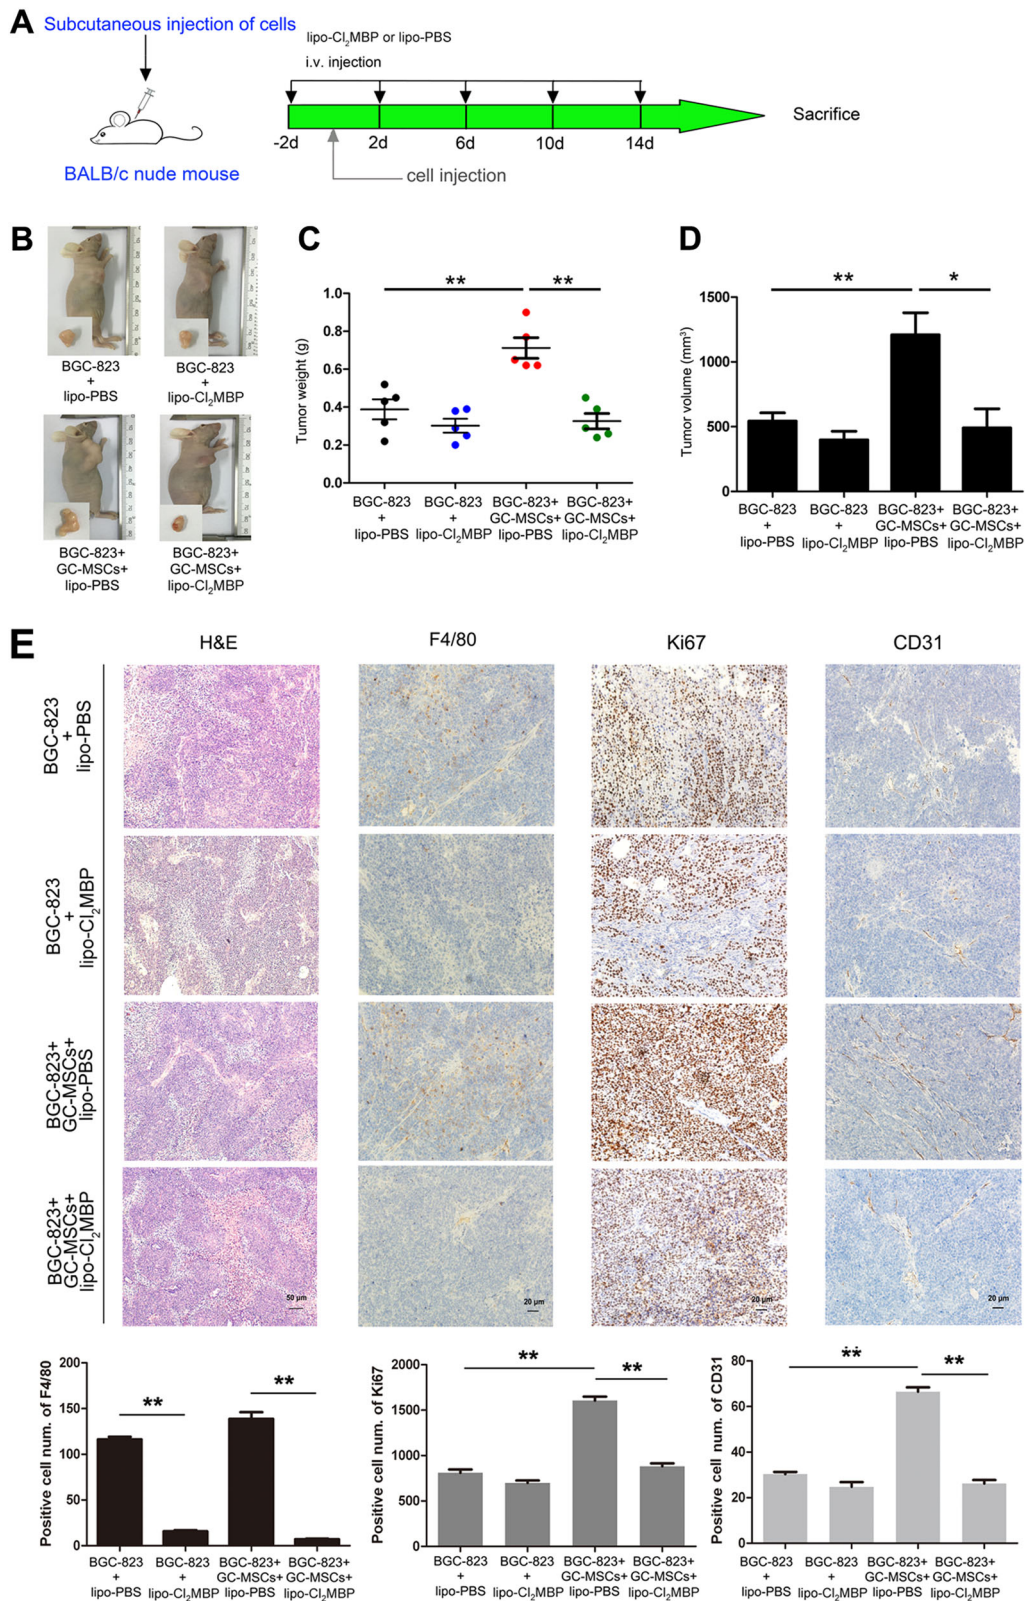 A
Subcutaneous injection of cells
BALB/c nude mouse
lipo-Cl₂MBP or lipo-PBS
i.v. injection
-2d 2d 6d 10d 14d
cell injection
Sacrifice
B
BGC-823
+
lipo-PBS
BGC-823
+
lipo-Cl₂MBP
BGC-823+
GC-MSCs+
lipo-PBS
BGC-823+
GC-MSCs+
lipo-Cl₂MBP
C
** **
Tumor weight (g)
1.0
0.8
0.6
0.4
0.2
0.0
BGC-823
+
lipo-PBS
BGC-823
+
lipo-Cl₂MBP
BGC-823+
GC-MSCs+
lipo-PBS
BGC-823+
GC-MSCs+
lipo-Cl₂MBP
D
** *
Tumor volume (mm³)
1500
1000
500
0
BGC-823
+
lipo-PBS
BGC-823
+
lipo-Cl₂MBP
BGC-823+
GC-MSCs+
lipo-PBS
BGC-823+
GC-MSCs+
lipo-Cl₂MBP
E
H&E F4/80 Ki67 CD31
BGC-823
+
lipo-PBS
BGC-823
+
lipo-Cl₂MBP
BGC-823+
GC-MSCs+
lipo-PBS
BGC-823+
GC-MSCs+
lipo-Cl₂MBP
50 μm 20 μm 20 μm 20 μm
Positive cell num. of F4/80
200
150
100
50
0
** **
BGC-823
+
lipo-PBS
BGC-823
+
lipo-Cl₂MBP
BGC-823+
GC-MSCs+
lipo-PBS
BGC-823+
GC-MSCs+
lipo-Cl₂MBP
Positive cell num. of Ki67
2000
1500
1000
500
0
** **
BGC-823
+
lipo-PBS
BGC-823
+
lipo-Cl₂MBP
BGC-823+
GC-MSCs+
lipo-PBS
BGC-823+
GC-MSCs+
lipo-Cl₂MBP
Positive cell num. of CD31
80
60
40
20
0
** **
BGC-823
+
lipo-PBS
BGC-823
+
lipo-Cl₂MBP
BGC-823+
GC-MSCs+
lipo-PBS
BGC-823+
GC-MSCs+
lipo-Cl₂MBP